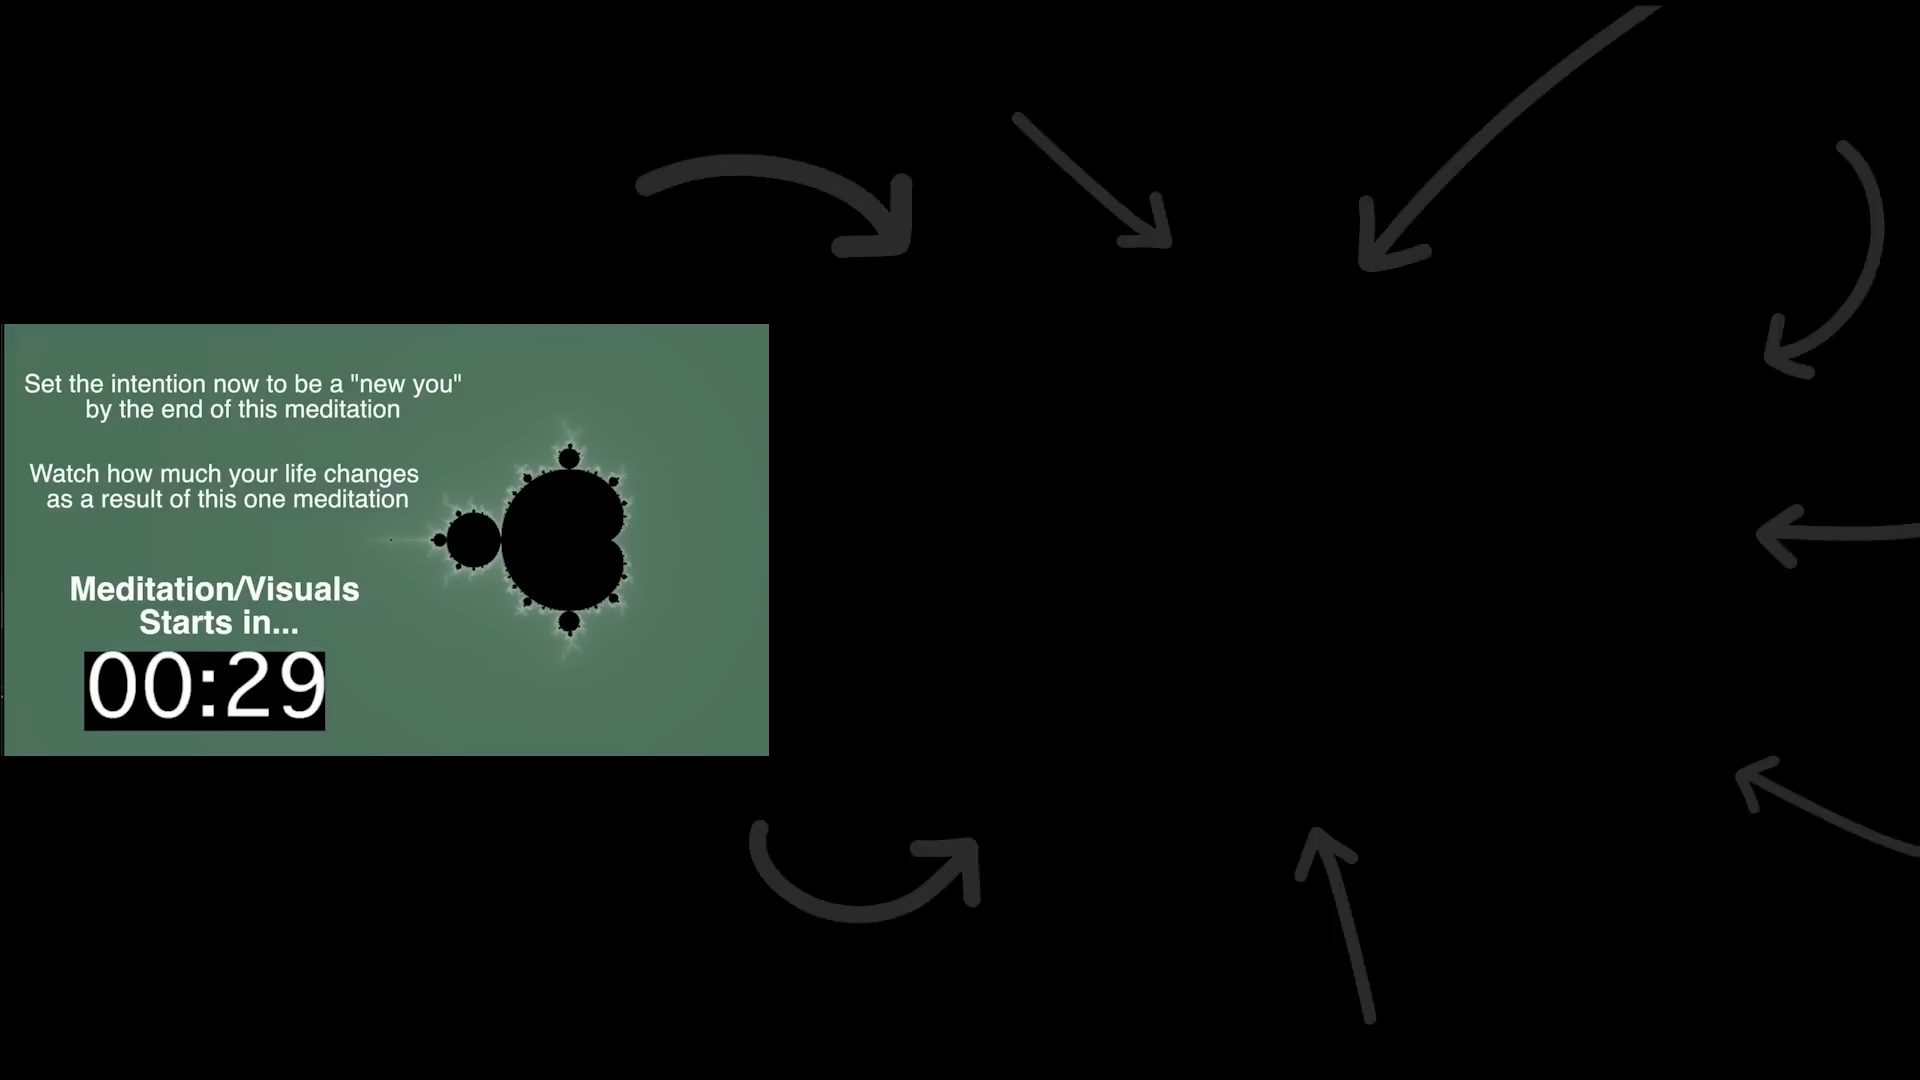 Set the intention now to be a "new you"
by the end of this meditation
Watch how much your life changes
as a result of this one meditation
Meditation/Visuals
Starts in...
00:29